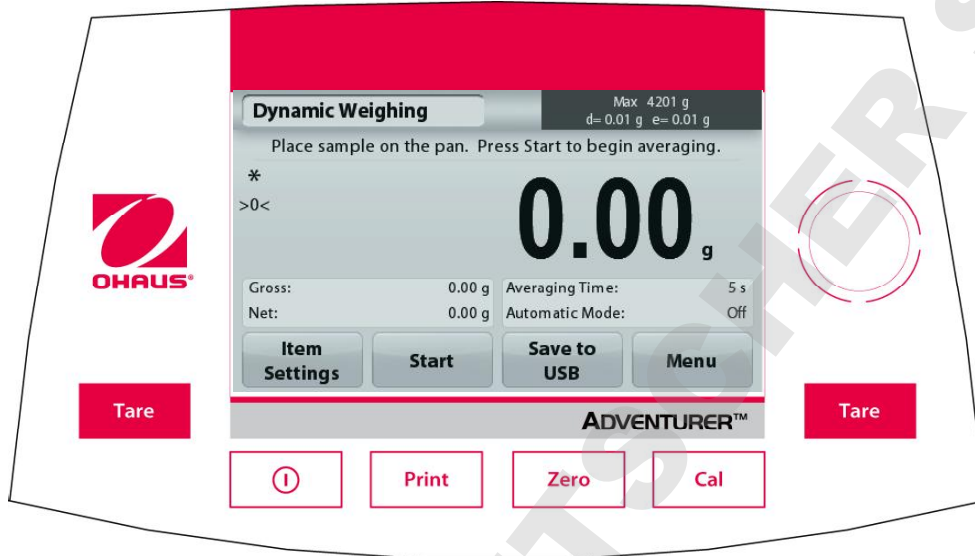 Dynamic Weighing
Max 4201 g
d= 0.01 g e= 0.01 g
Place sample on the pan. Press Start to begin averaging.
*
>0<
0.00 g
OHAUS®
Gross: 0.00 g Averaging Time: 5 s
Net: 0.00 g Automatic Mode: Off
Item Settings
Start
Save to USB
Menu
Tare
ADVENTURER™
Tare
Print
Zero
Cal